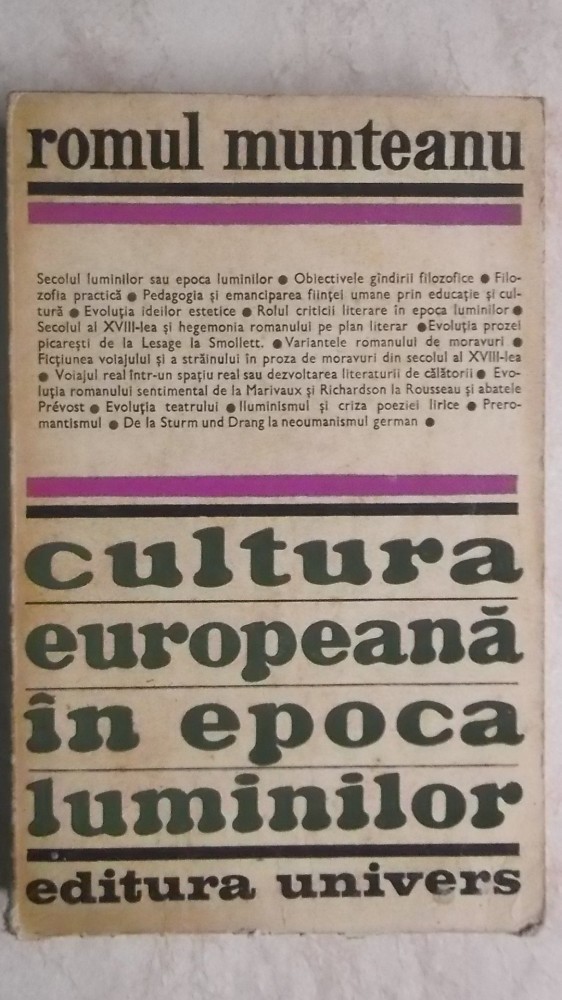 romul munteanu
Secolul luminilor sau epoca luminilor ● Obiectivele gîndirii filozofice ● Filo-
zofia practică ● Pedagogia și emanciparea ființei umane prin educație și cul-
tură ● Evoluția ideilor estetice ● Rolul criticii literare în epoca luminilor ●
Secolul al XVIII-lea și hegemonia romanului pe plan literar ● Evoluția prozei
picarești de la Lesage la Smollett. ● Variantele romanului de moravuri ●
Ficțiunea voiajului și a străinului în proza de moravuri din secolul al XVIII-lea
● Voiajul real într-un spațiu real sau dezvoltarea literaturii de călătorii ● Evo-
luția romanului sentimental de la Marivaux și Richardson la Rousseau și abatele
Prévost ● Evoluția teatrului ● Iluminismul și criza poeziei lirice ● Prero-
mantismul ● De la Sturm und Drang la neoumanismul german ●
cultura
europeană
în epoca
luminilor
editura univers